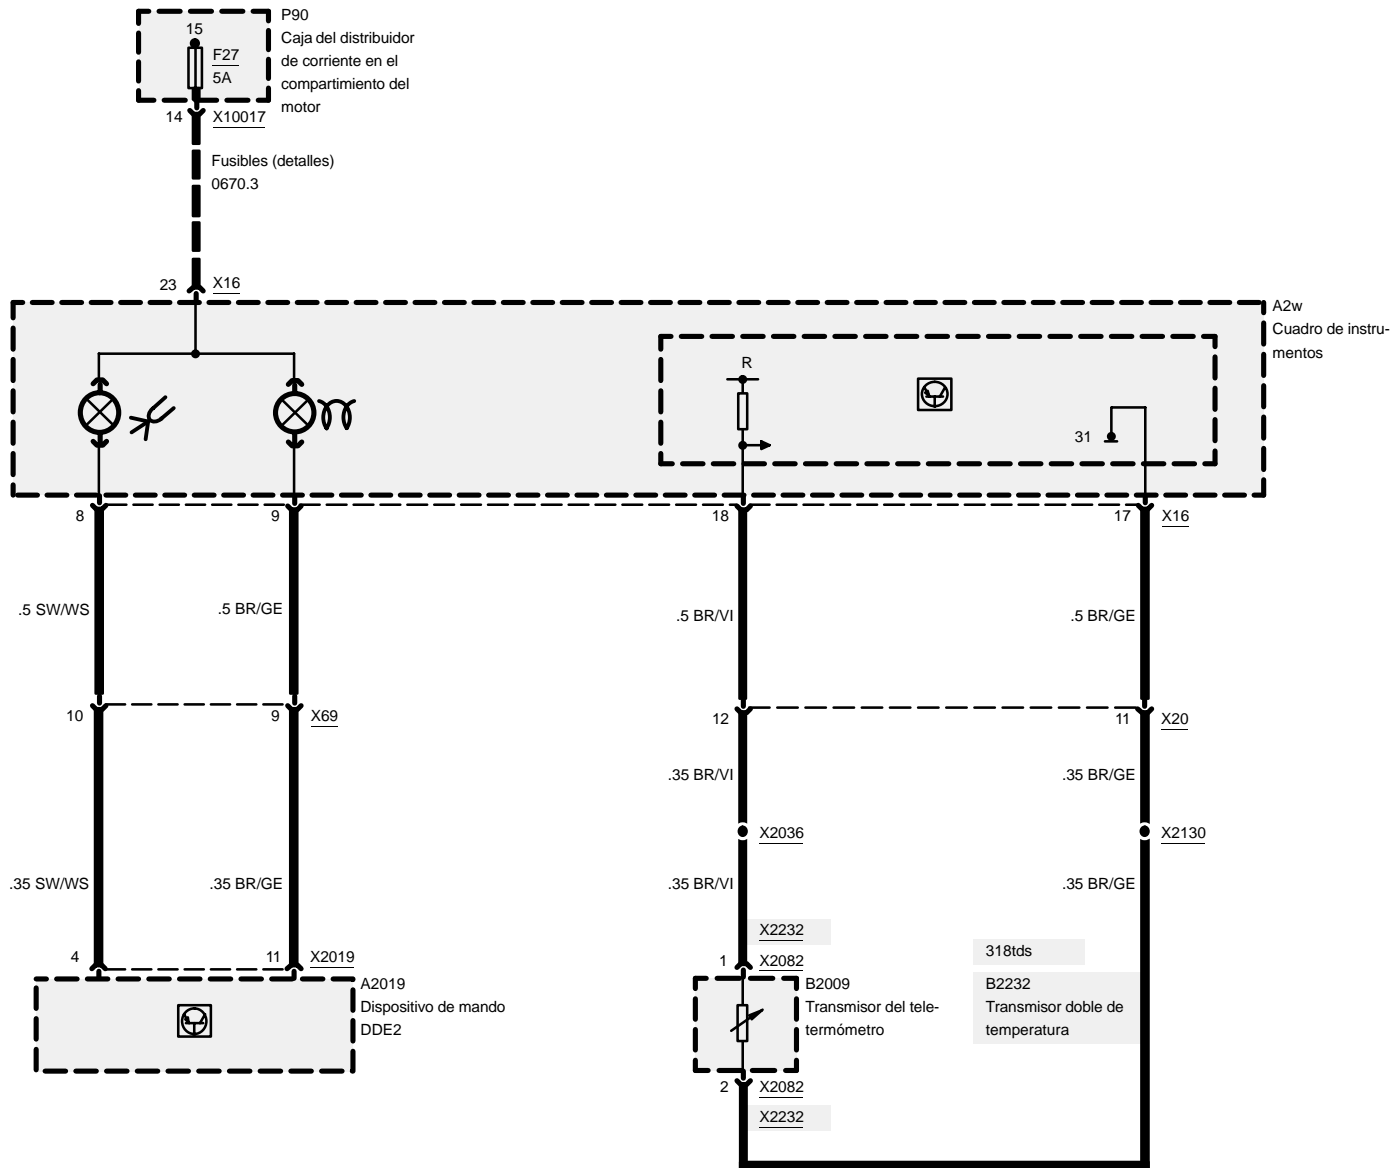 P90
Caja del distribuidor
de corriente en el
compartimiento del
motor
15
F27
5A
14 X10017
Fusibles (detalles)
0670.3
23 X16
A2w
Cuadro de instru-
mentos
R
31
8 9 18 17 X16
.5 SW/WS .5 BR/GE .5 BR/VI .5 BR/GE
10 9 X69 12 11 X20
.35 BR/VI .35 BR/GE
X2036 X2130
.35 SW/WS .35 BR/GE .35 BR/VI .35 BR/GE
X2232
318tds
4 11 X2019 1 X2082
A2019
Dispositivo de mando
DDE2
B2009
Transmisor del tele-
termómetro
B2232
Transmisor doble de
temperatura
2 X2082
X2232